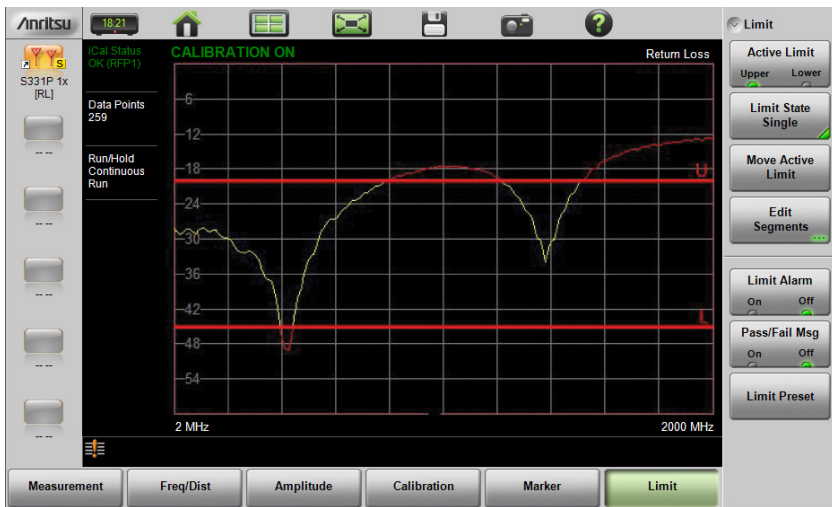 Anritsu
18:21
?
Limit
S331P 1x
[RL]
-- --
-- --
-- --
-- --
-- --
iCal Status
OK (RFP1)
Data Points
259
Run/Hold
Continuous
Run
CALIBRATION ON
Return Loss
-6
-12
-18
U
-24
-30
-36
-42
L
-48
-54
2 MHz
2000 MHz
Active Limit
Upper Lower
Limit State
Single
Move Active
Limit
Edit
Segments
Limit Alarm
On Off
Pass/Fail Msg
On Off
Limit Preset
Measurement
Freq/Dist
Amplitude
Calibration
Marker
Limit